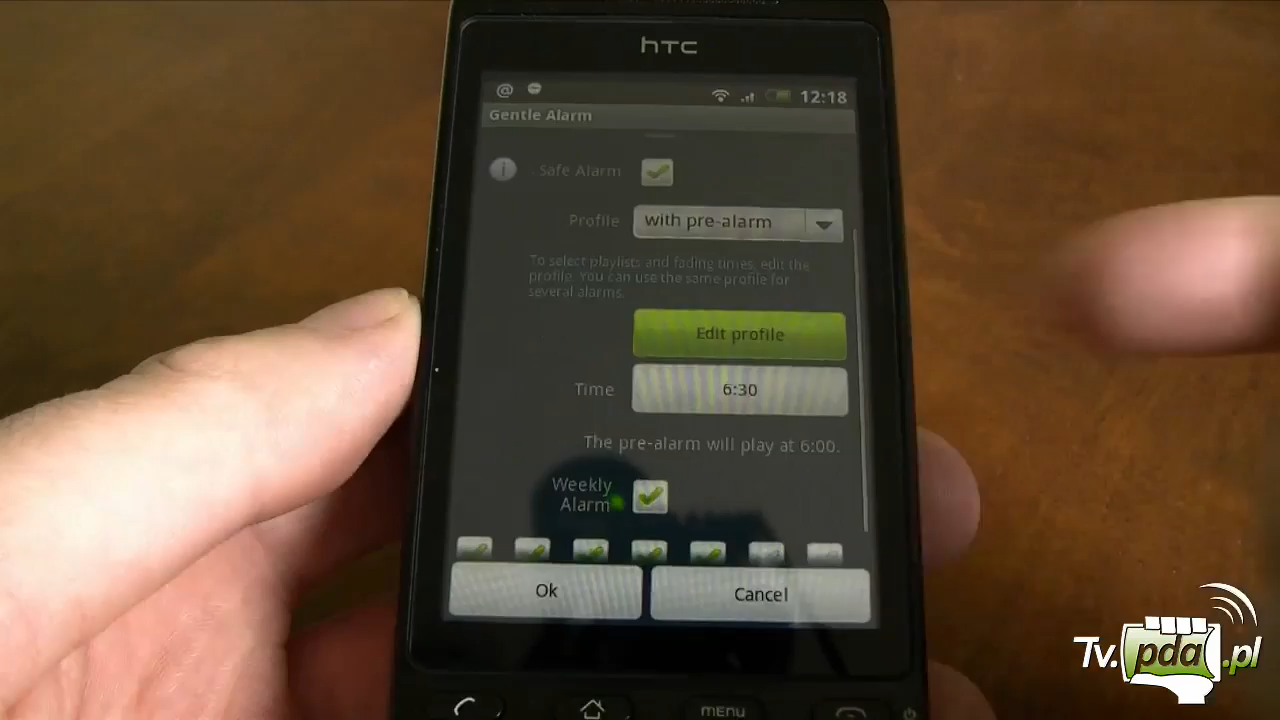 hTC
@ 12:18
Gentle Alarm
Safe Alarm
Profile with pre-alarm
To select playlists and fading times, edit the
profile. You can use the same profile for
several alarms.
Edit profile
Time 6:30
The pre-alarm will play at 6:00.
Weekly
Alarm
Ok Cancel
MENU
Tv.pda.pl